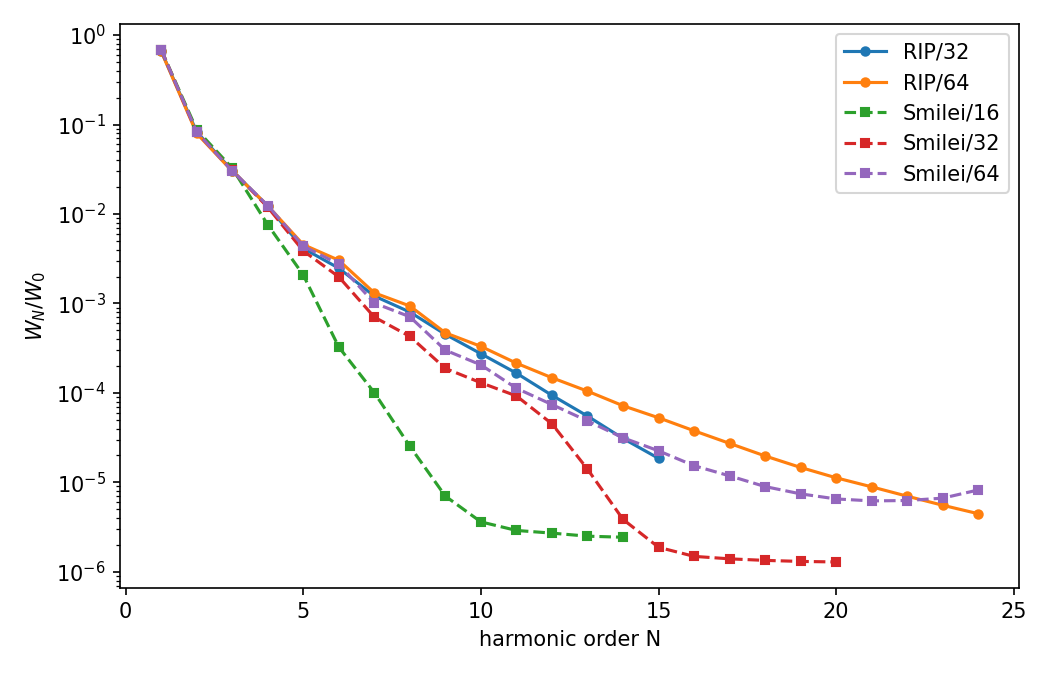 10⁰
10⁻¹
10⁻²
10⁻³
10⁻⁴
10⁻⁵
10⁻⁶
W_N/W_0
RIP/32
RIP/64
Smilei/16
Smilei/32
Smilei/64
0 5 10 15 20 25
harmonic order N